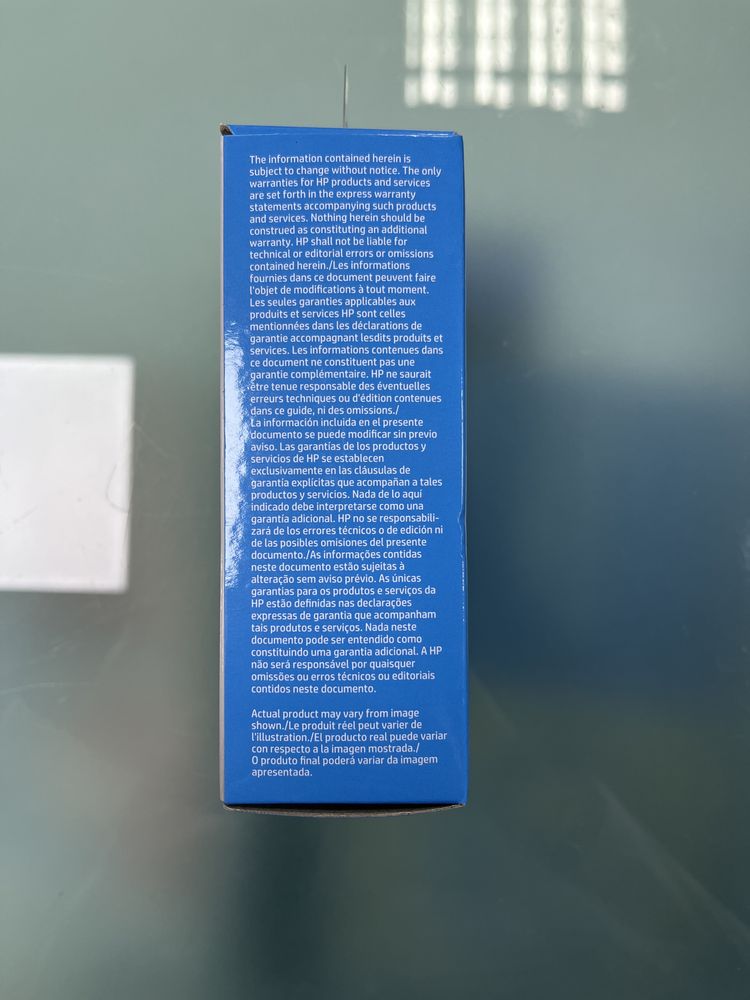 The information contained herein is
subject to change without notice. The only
warranties for HP products and services
are set forth in the express warranty
statements accompanying such products
and services. Nothing herein should be
construed as constituting an additional
warranty. HP shall not be liable for
technical or editorial errors or omissions
contained herein./Les informations
fournies dans ce document peuvent faire
l'objet de modifications à tout moment.
Les seules garanties applicables aux
produits et services HP sont celles
mentionnées dans les déclarations de
garantie accompagnant lesdits produits et
services. Les informations contenues dans
ce document ne constituent pas une
garantie complémentaire. HP ne saurait
être tenue responsable des éventuelles
erreurs techniques ou d'édition contenues
dans ce guide, ni des omissions./
La información incluida en el presente
documento se puede modificar sin previo
aviso. Las garantías de los productos y
servicios de HP se establecen
exclusivamente en las cláusulas de
garantía explícitas que acompañan a tales
productos y servicios. Nada de lo aquí
indicado debe interpretarse como una
garantía adicional. HP no se responsabili-
zará de los errores técnicos o de edición ni
de las posibles omisiones del presente
documento./As informações contidas
neste documento estão sujeitas à
alteração sem aviso prévio. As únicas
garantias para os produtos e serviços da
HP estão definidas nas declarações
expressas de garantia que acompanham
tais produtos e serviços. Nada neste
documento pode ser entendido como
constituindo uma garantia adicional. A HP
não será responsável por quaisquer
omissões ou erros técnicos ou editoriais
contidos neste documento.
Actual product may vary from image
shown./Le produit réel peut varier de
l'illustration./El producto real puede variar
con respecto a la imagen mostrada./
O produto final poderá variar da imagem
apresentada.